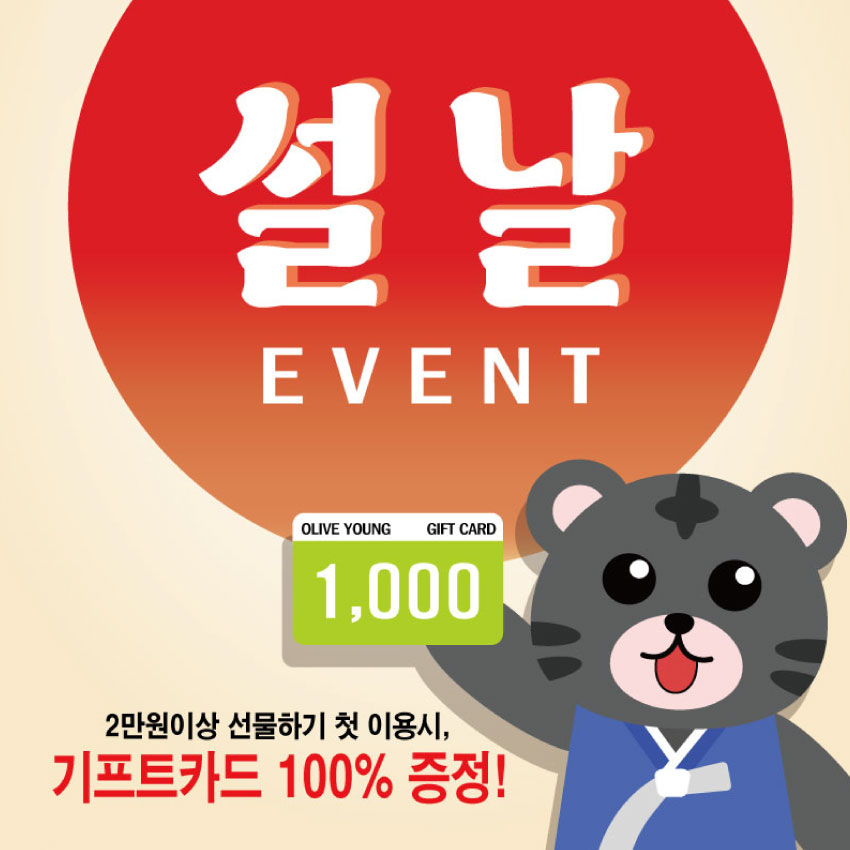 설날
EVENT
OLIVE YOUNG GIFT CARD
1,000
2만원이상 선물하기 첫 이용시,
기프트카드 100% 증정!